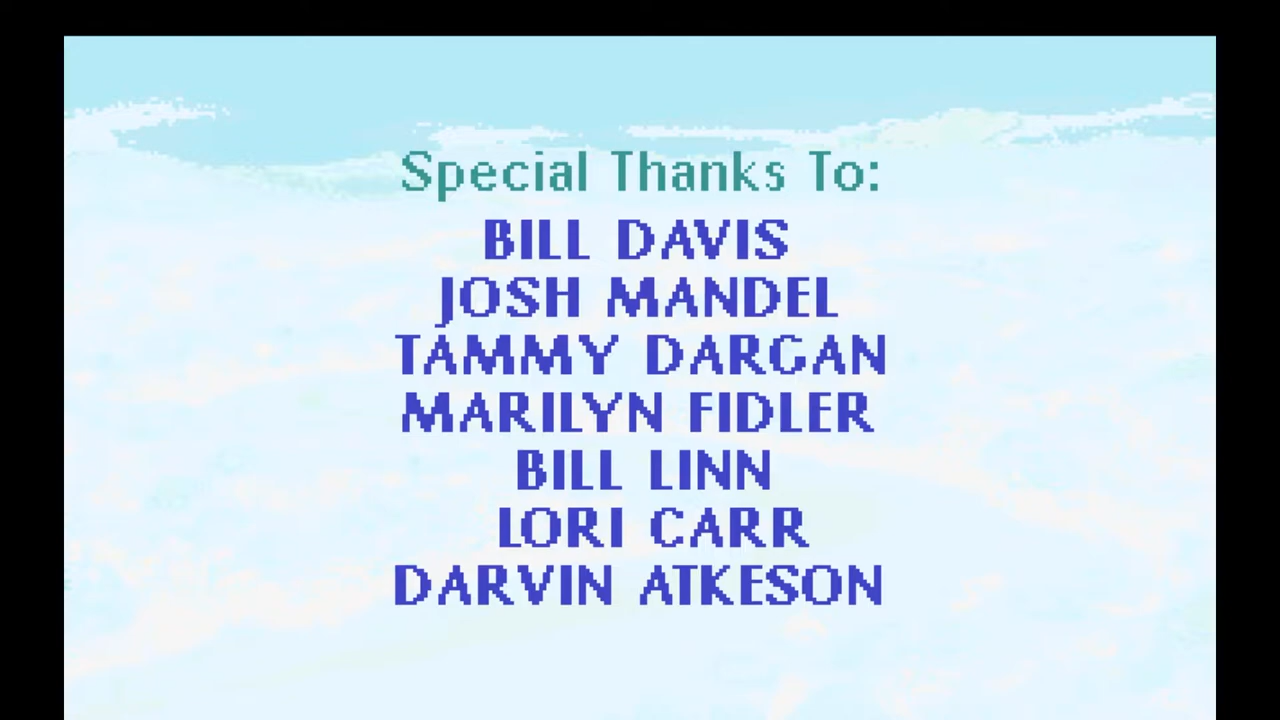 Special Thanks To:
BILL DAVIS
JOSH MANDEL
TAMMY DARGAN
MARILYN FIDLER
BILL LINN
LORI CARR
DARVIN ATKESON